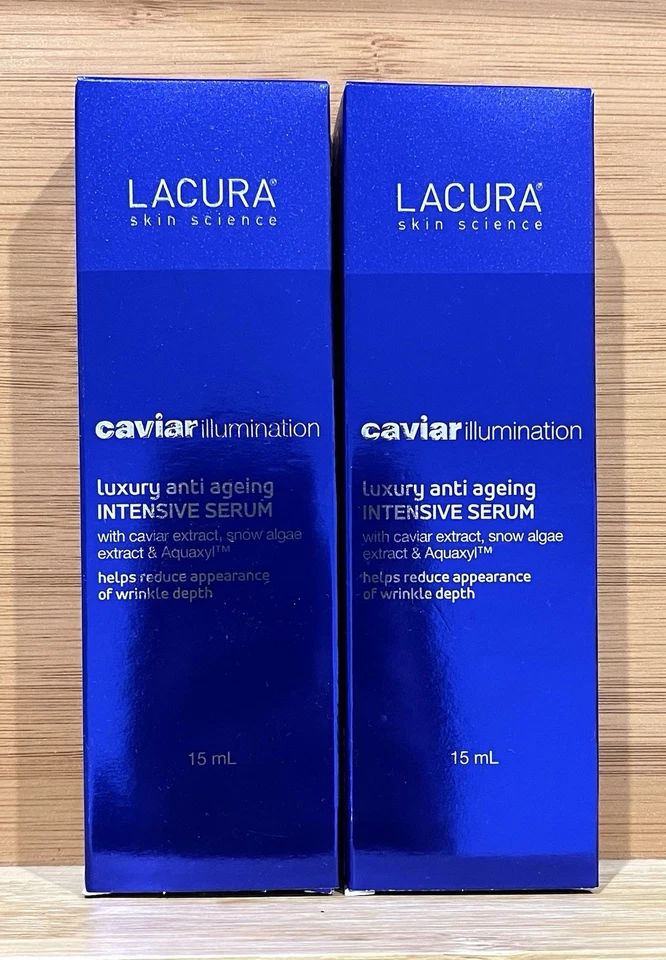 LACURA®
skin science
caviar illumination
luxury anti ageing
INTENSIVE SERUM
with caviar extract, snow algae
extract & Aquaxyl™
helps reduce appearance
of wrinkle depth
15 mL
LACURA®
skin science
caviar illumination
luxury anti ageing
INTENSIVE SERUM
with caviar extract, snow algae
extract & Aquaxyl™
helps reduce appearance
of wrinkle depth
15 mL